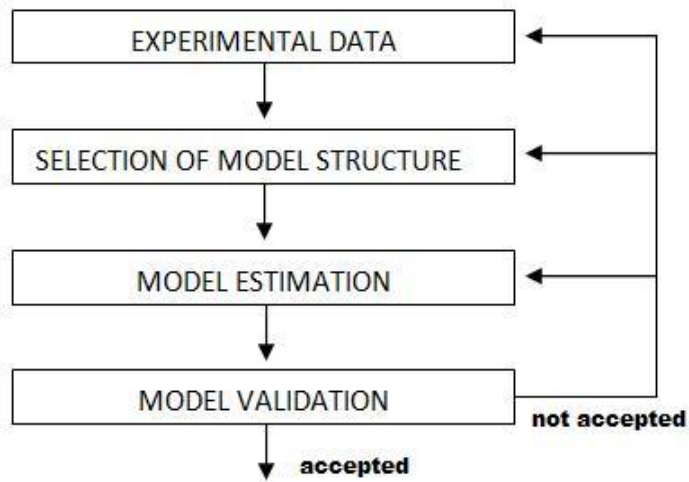 EXPERIMENTAL DATA
SELECTION OF MODEL STRUCTURE
MODEL ESTIMATION
MODEL VALIDATION
not accepted
accepted